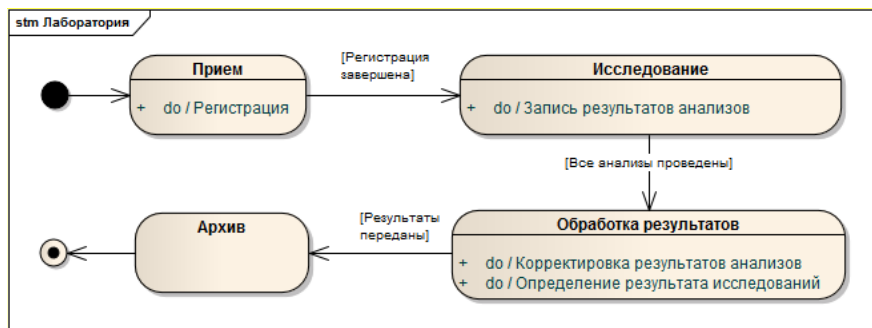 stm Лаборатория
Прием
+ do / Регистрация
[Регистрация
завершена]
Исследование
+ do / Запись результатов анализов
[Все анализы проведены]
Обработка результатов
+ do / Корректировка результатов анализов
+ do / Определение результата исследований
[Результаты
переданы]
Архив